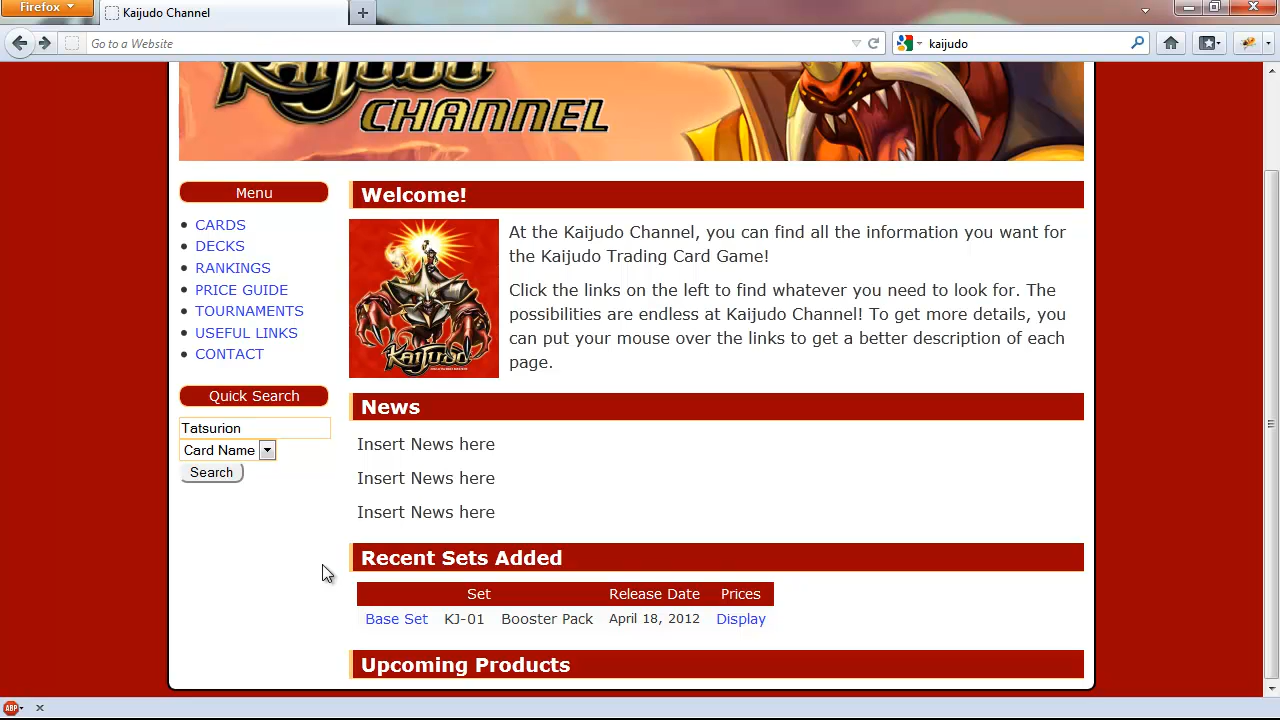 Firefox
Kaijudo Channel
Go to a Website
kaijudo
Kaijudo
CHANNEL
Menu
CARDS
DECKS
RANKINGS
PRICE GUIDE
TOURNAMENTS
USEFUL LINKS
CONTACT
Quick Search
Tatsurion
Card Name
Search
Welcome!
KAIJUDO
At the Kaijudo Channel, you can find all the information you want for
the Kaijudo Trading Card Game!
Click the links on the left to find whatever you need to look for. The
possibilities are endless at Kaijudo Channel! To get more details, you
can put your mouse over the links to get a better description of each
page.
News
Insert News here
Insert News here
Insert News here
Recent Sets Added
Set Release Date Prices
Base Set KJ-01 Booster Pack April 18, 2012 Display
Upcoming Products
ABP